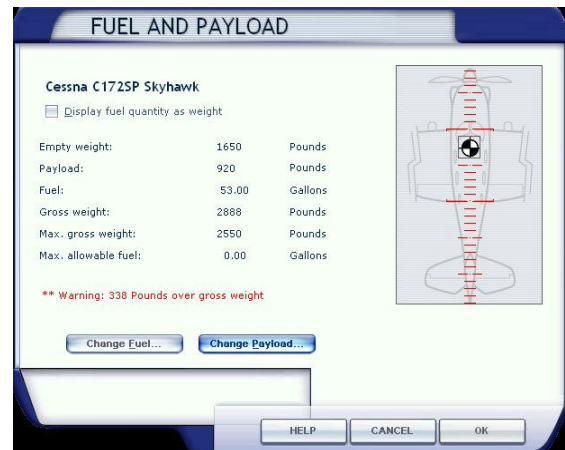 FUEL AND PAYLOAD
Cessna C172SP Skyhawk
Display fuel quantity as weight
Empty weight: 1650 Pounds
Payload: 920 Pounds
Fuel: 53.00 Gallons
Gross weight: 2888 Pounds
Max. gross weight: 2550 Pounds
Max. allowable fuel: 0.00 Gallons
** Warning: 338 Pounds over gross weight
Change Fuel... Change Payload...
HELP CANCEL OK